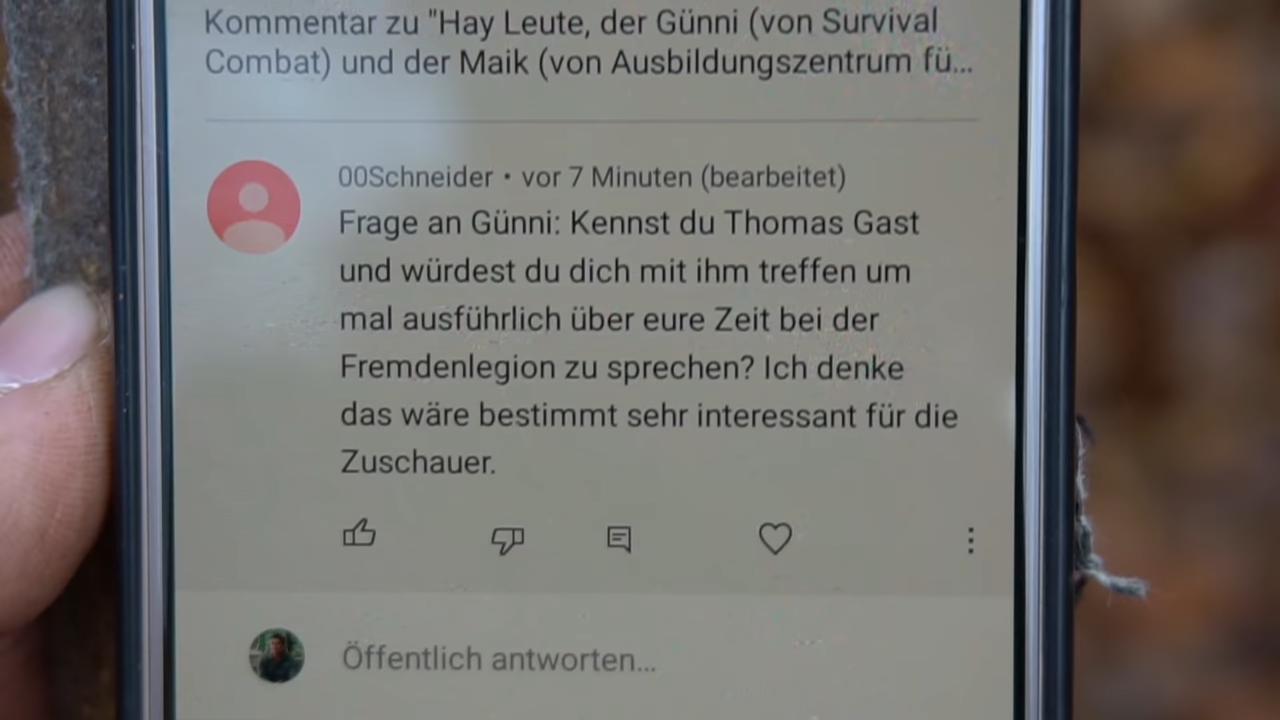 Kommentar zu "Hay Leute, der Günni (von Survival
Combat) und der Maik (von Ausbildungszentrum fü...
00Schneider • vor 7 Minuten (bearbeitet)
Frage an Günni: Kennst du Thomas Gast
und würdest du dich mit ihm treffen um
mal ausführlich über eure Zeit bei der
Fremdenlegion zu sprechen? Ich denke
das wäre bestimmt sehr interessant für die
Zuschauer.
Öffentlich antworten...